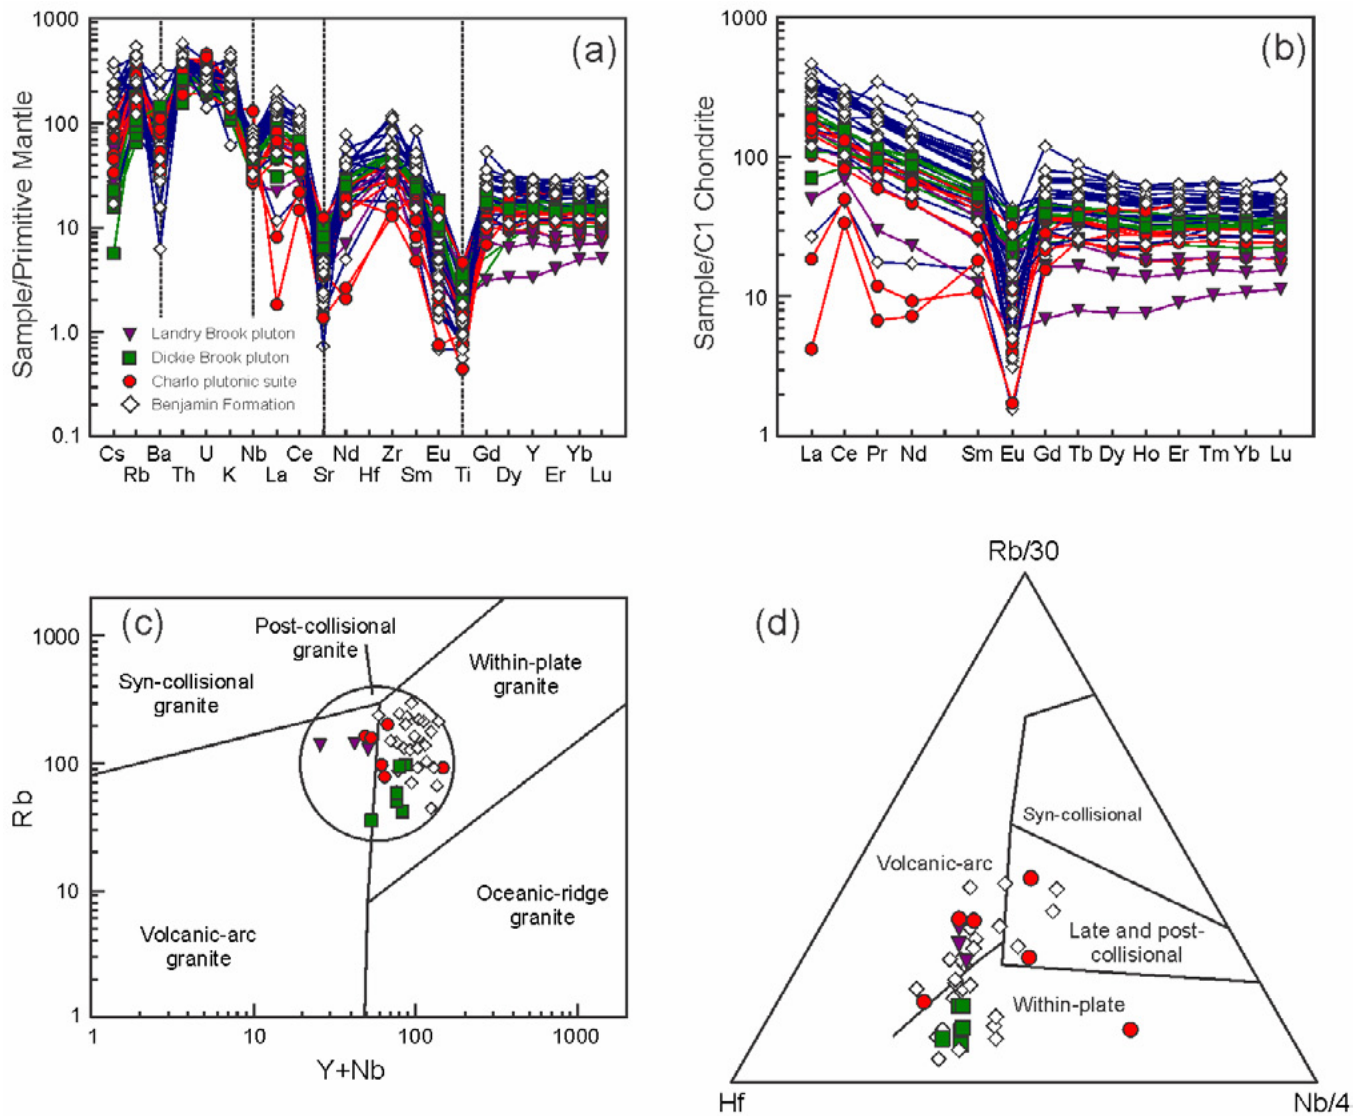 (a)
Sample/Primitive Mantle
1000
100
10
1.0
0.1
Landry Brook pluton
Dickie Brook pluton
Charlo plutonic suite
Benjamin Formation
Cs Ba U Nb Ce Nd Zr Eu Gd Y Yb
Rb Th K La Sr Hf Sm Ti Dy Er Lu
(b)
Sample/C1 Chondrite
1000
100
10
1
La Ce Pr Nd Sm Eu Gd Tb Dy Ho Er Tm Yb Lu
(c)
Rb
1000
100
10
1
Post-collisional
granite
Syn-collisional
granite
Within-plate
granite
Volcanic-arc
granite
Oceanic-ridge
granite
1 10 100 1000
Y+Nb
(d)
Rb/30
Syn-collisional
Volcanic-arc
Late and post-
collisional
Within-plate
Hf
Nb/4